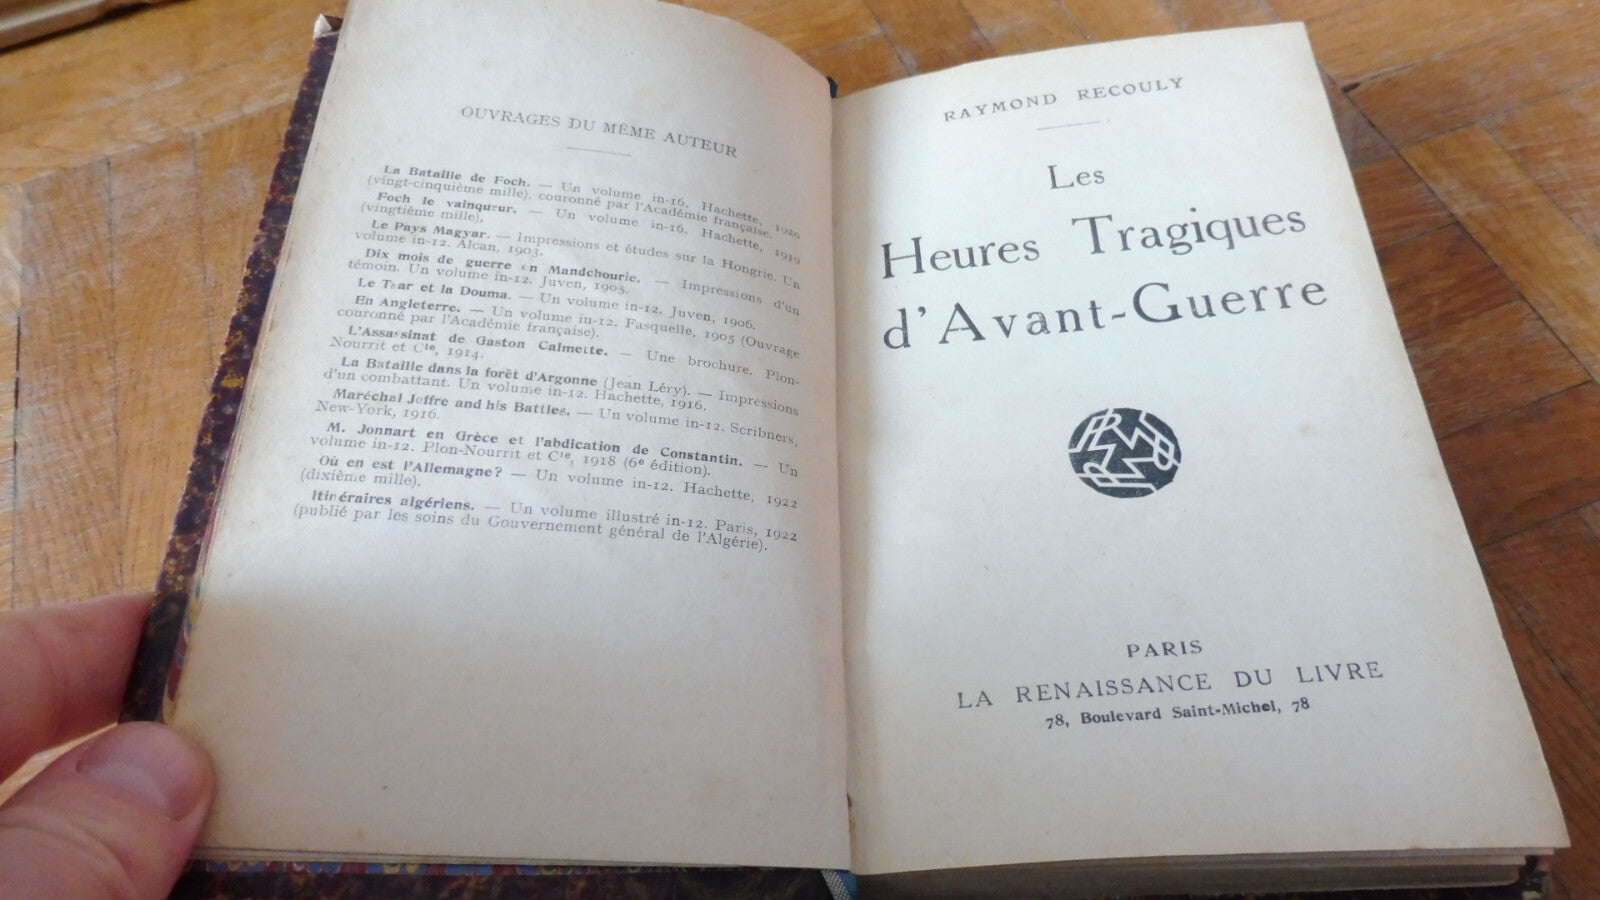 OUVRAGES DU MÊME AUTEUR
La Bataille de Foch. — Un volume in-16. Hachette, 1920
(vingt-cinquième mille), couronné par l'Académie française.
Foch le vainqueur. — Un volume in-16. Hachette, 1919
(vingtième mille).
Le Pays Magyar. — Impressions et études sur la Hongrie. Un
volume in-12. Alcan, 1903.
Dix mois de guerre en Mandchourie. — Impressions d'un
témoin. Un volume in-12. Juven, 1905.
Le Tsar et la Douma. — Un volume in-12. Juven, 1906.
En Angleterre. — Un volume in-12. Fasquelle, 1905 (Ouvrage
couronné par l'Académie française).
L'Assassinat de Gaston Calmette. — Une brochure. Plon-
Nourrit et Cie, 1914.
La Bataille dans la forêt d'Argonne (Jean Léry). — Impressions
d'un combattant. Un volume in-12. Hachette, 1916.
Maréchal Joffre and his Battles. — Un volume in-12. Scribners,
New-York, 1916.
M. Jonnart en Grèce et l'abdication de Constantin. — Un
volume in-12. Plon-Nourrit et Cie, 1918 (6e édition).
Où en est l'Allemagne? — Un volume in-12. Hachette, 1922
(dixième mille).
Itinéraires algériens. — Un volume illustré in-12. Paris, 1922
(publié par les soins du Gouvernement général de l'Algérie).
RAYMOND RECOULY
Les
Heures Tragiques
d'Avant-Guerre
PARIS
LA RENAISSANCE DU LIVRE
78, Boulevard Saint-Michel, 78